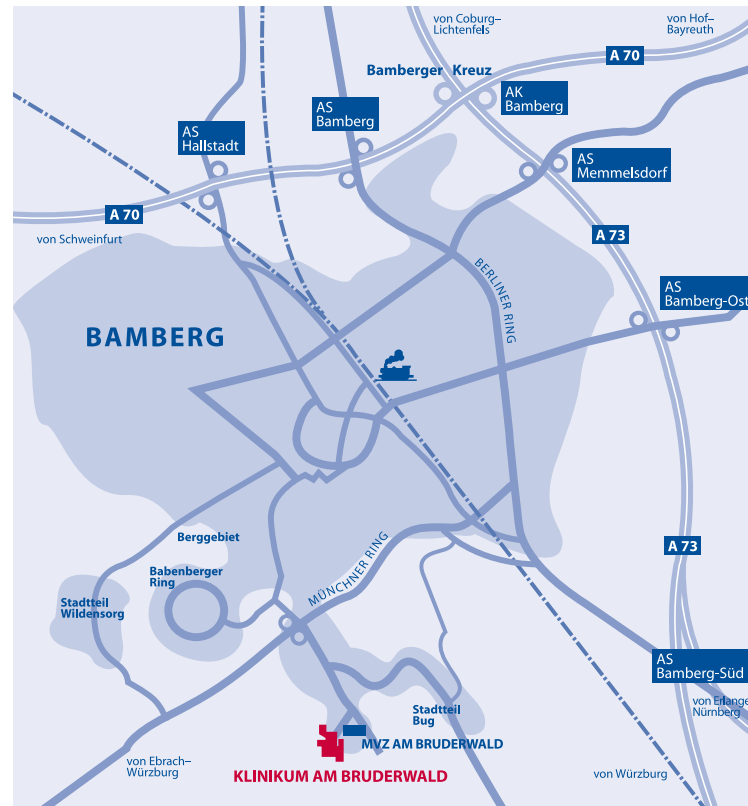 von Coburg–
Lichtenfels
von Hof–
Bayreuth
A 70
Bamberger Kreuz
AK
Bamberg
AS
Bamberg
AS
Hallstadt
AS
Memmelsdorf
A 70
von Schweinfurt
A 73
BERLINER RING
AS
Bamberg-Ost
BAMBERG
Berggebiet
A 73
Babenberger
Ring
MÜNCHNER RING
Stadtteil
Wildensorg
AS
Bamberg-Süd
von Erlange
Nürnberg
Stadtteil
Bug
MVZ AM BRUDERWALD
von Ebrach–
Würzburg
KLINIKUM AM BRUDERWALD
von Würzburg